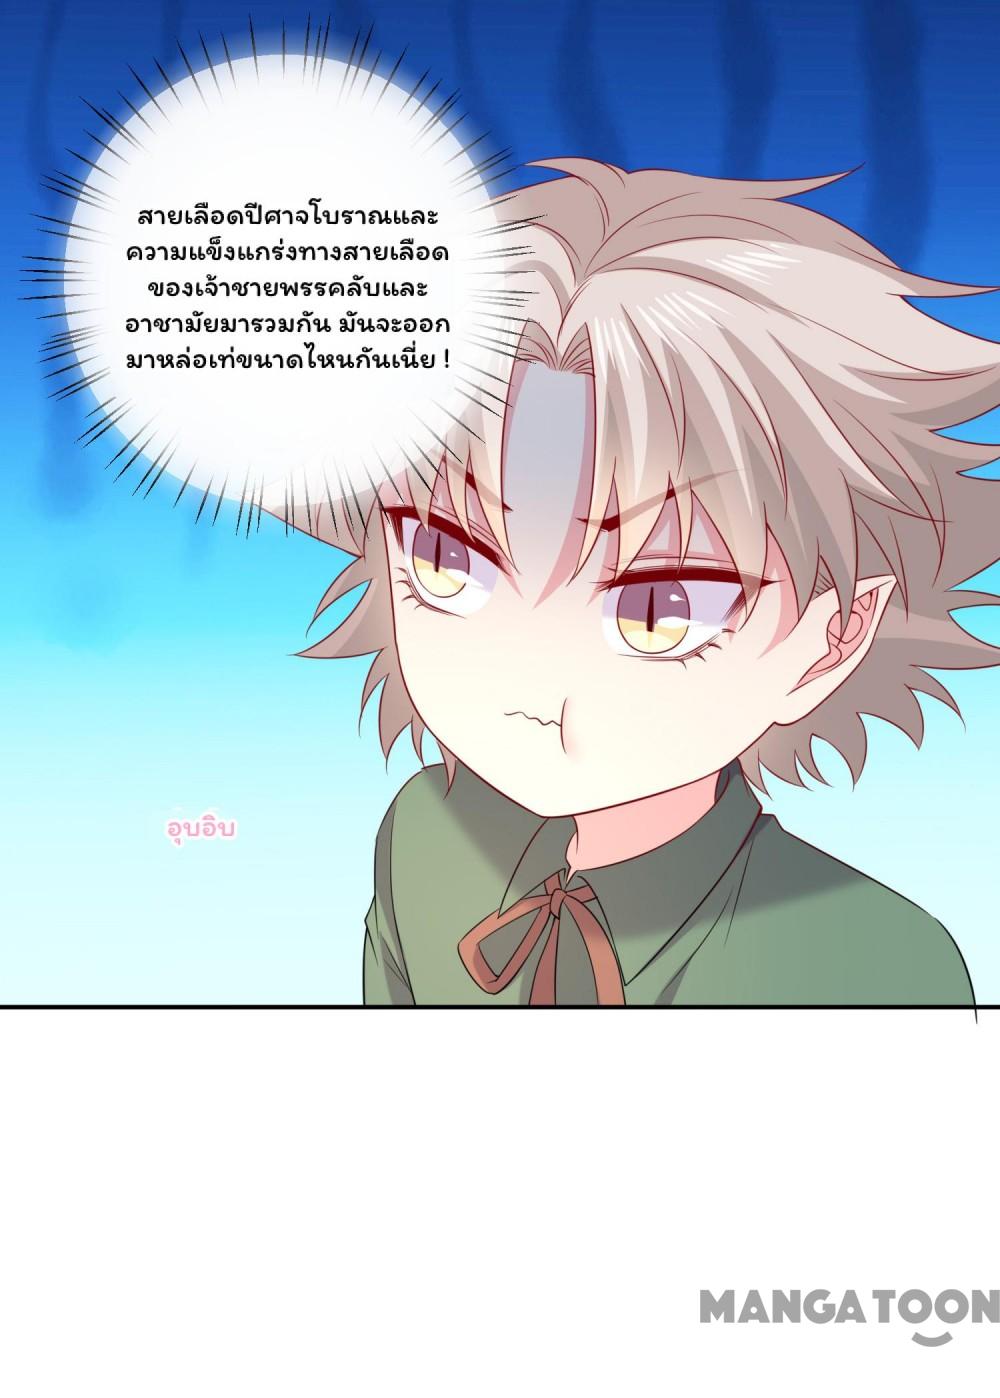 สายเลือดปีศาจโบราณและ
ความแข็งแกร่งทางสายเลือด
ของเจ้าชายพรรคลับและ
อาชามัยมารวมกัน มันจะออก
มาหล่อเท่ขนาดไหนกันเนี่ย !
อุบอิบ
MANGATOON